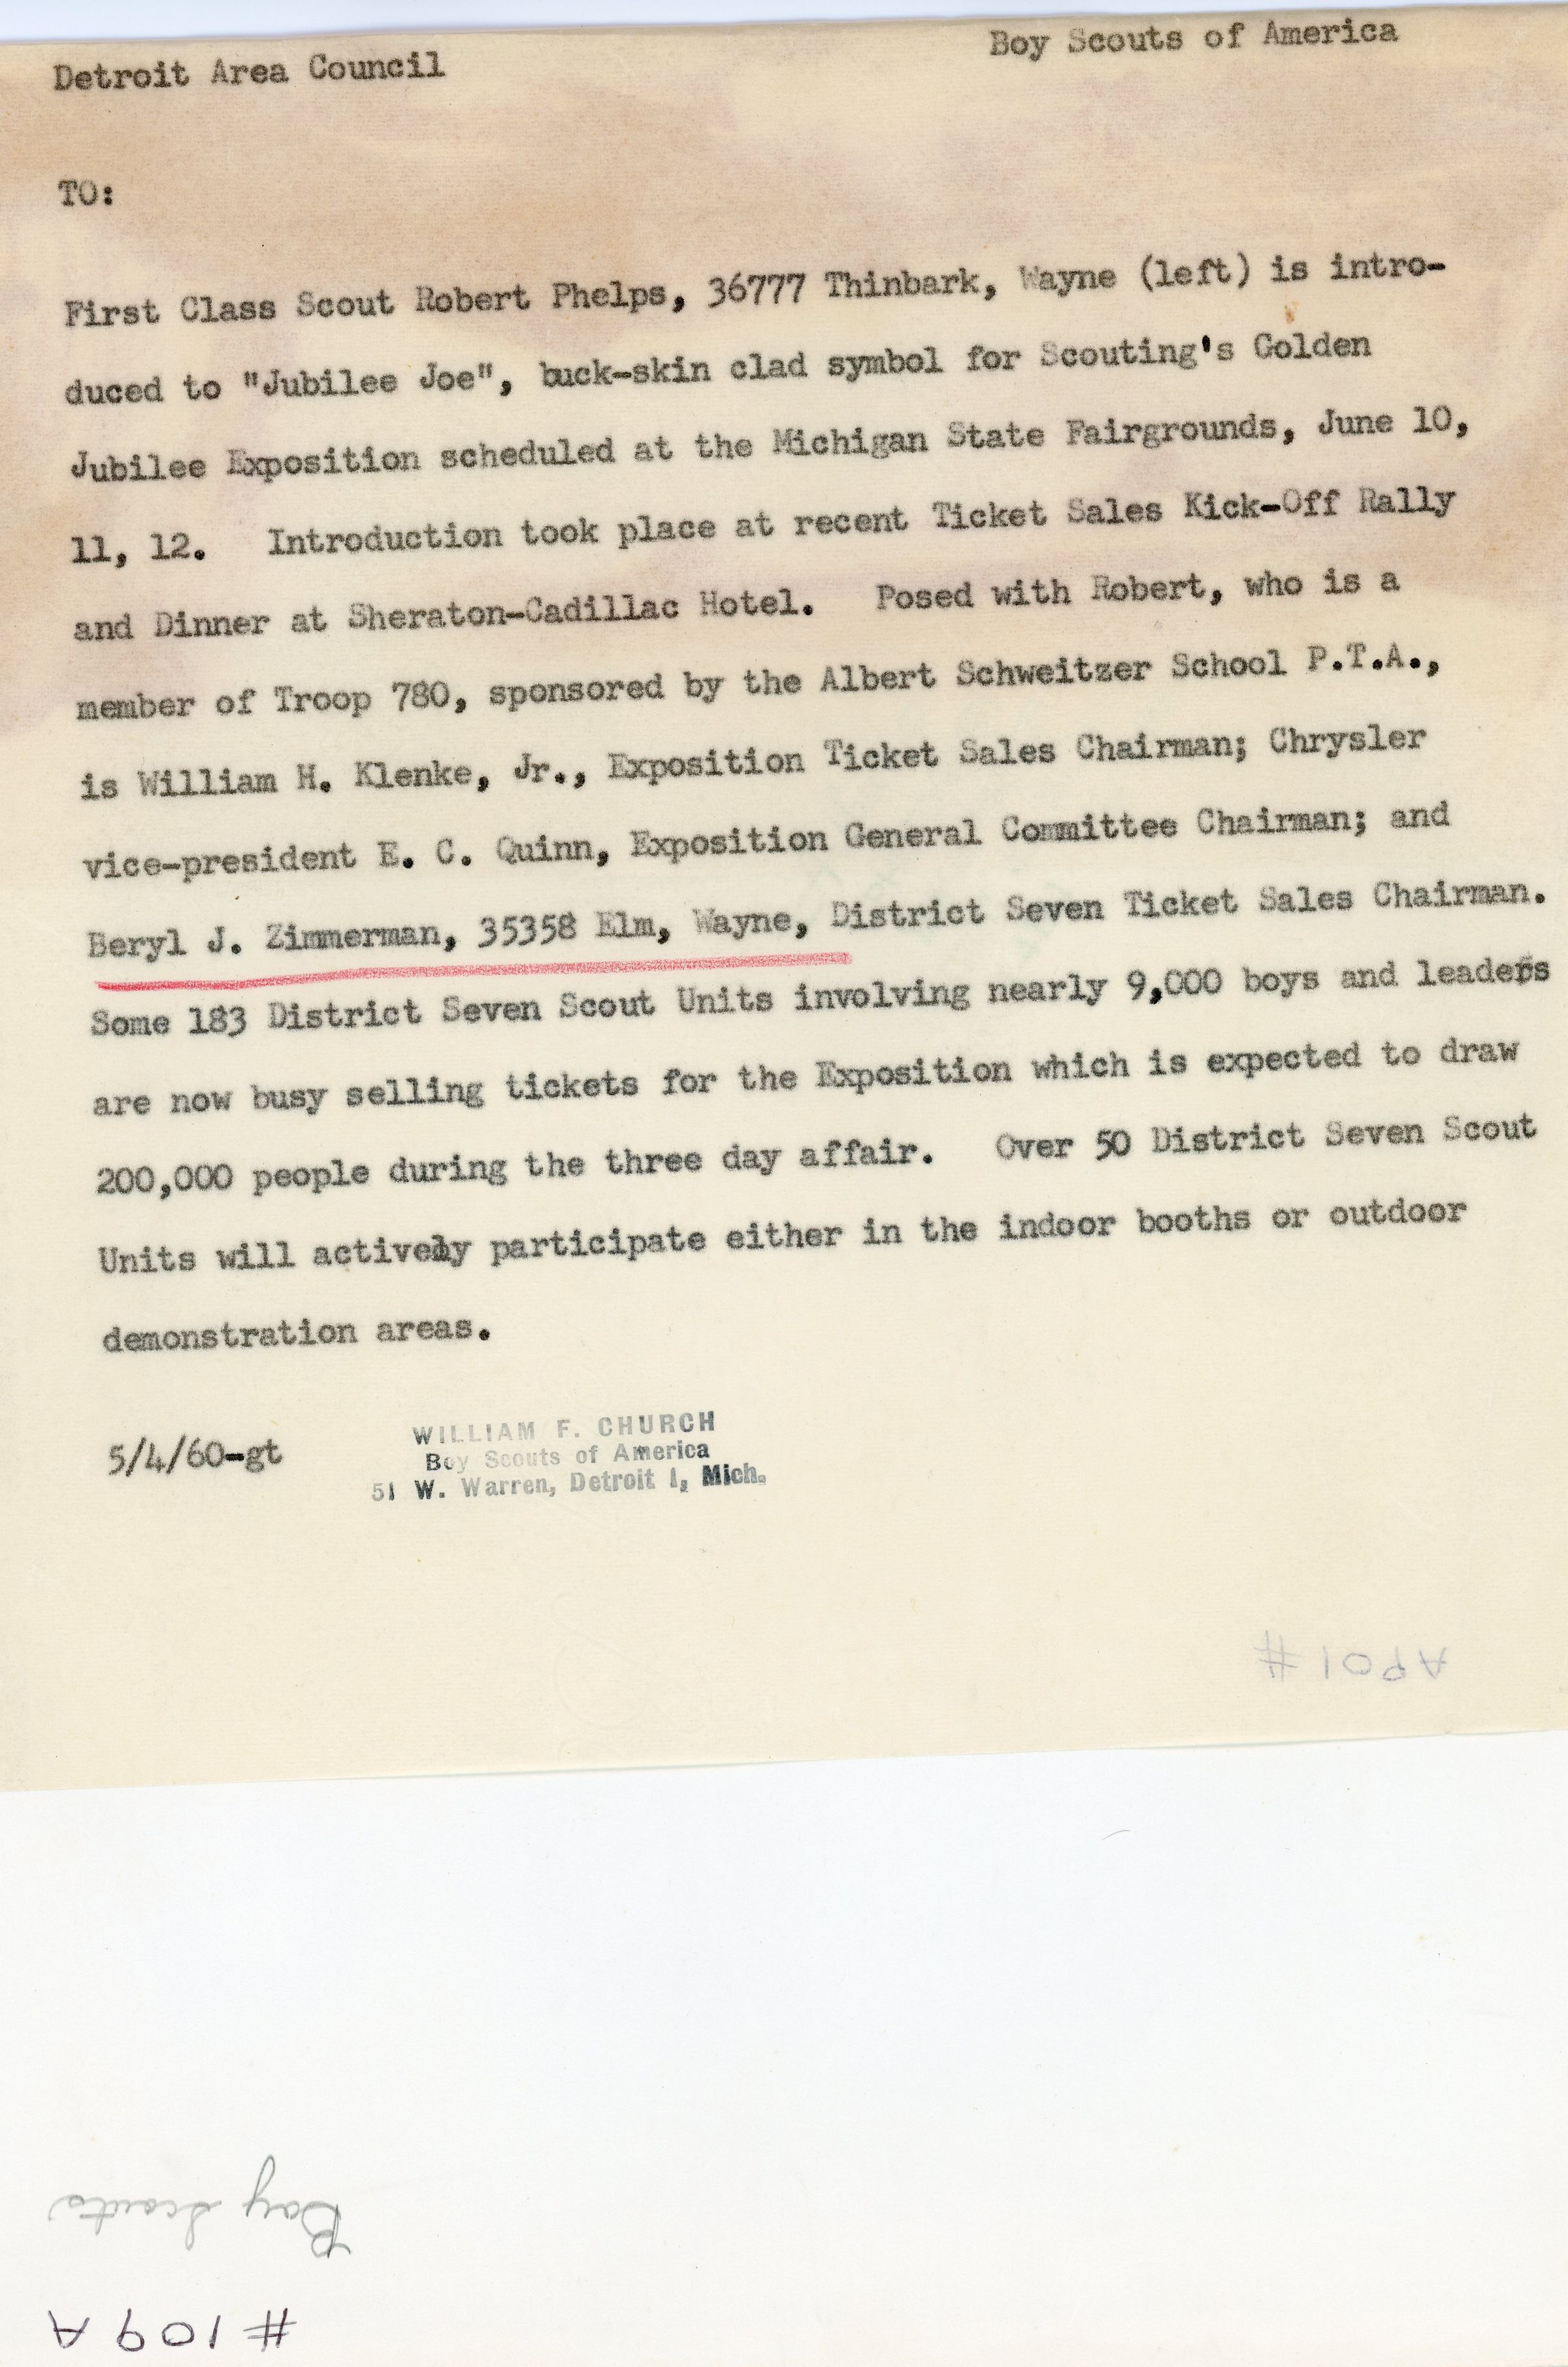 Detroit Area Council Boy Scouts of America
TO:
First Class Scout Robert Phelps, 36777 Thinbark, Wayne (left) is intro-
duced to "Jubilee Joe", buck-skin clad symbol for Scouting's Golden
Jubilee Exposition scheduled at the Michigan State Fairgrounds, June 10,
11, 12. Introduction took place at recent Ticket Sales Kick-Off Rally
and Dinner at Sheraton-Cadillac Hotel. Posed with Robert, who is a
member of Troop 780, sponsored by the Albert Schweitzer School P.T.A.,
is William H. Klenke, Jr., Exposition Ticket Sales Chairman; Chrysler
vice-president E. C. Quinn, Exposition General Committee Chairman; and
Beryl J. Zimmerman, 35358 Elm, Wayne, District Seven Ticket Sales Chairman.
Some 183 District Seven Scout Units involving nearly 9,000 boys and leaders
are now busy selling tickets for the Exposition which is expected to draw
200,000 people during the three day affair. Over 50 District Seven Scout
Units will actively participate either in the indoor booths or outdoor
demonstration areas.
5/4/60-gt
WILLIAM F. CHURCH
Boy Scouts of America
51 W. Warren, Detroit 1, Mich.
#109A
Boy Scouts
#109A